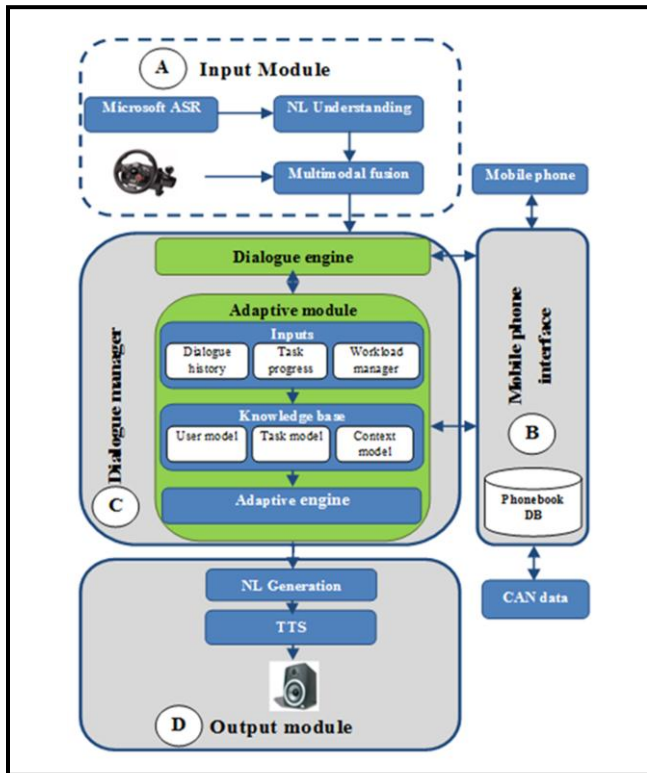 A
Input Module
Microsoft ASR
NL Understanding
Multimodal fusion
Mobile phone
Dialogue engine
Adaptive module
Inputs
Dialogue
history
Task
progress
Workload
manager
Knowledge base
User model
Task model
Context
model
Adaptive engine
Dialogue manager
C
Mobile phone
interface
B
Phonebook
DB
CAN data
NL Generation
TTS
D
Output module